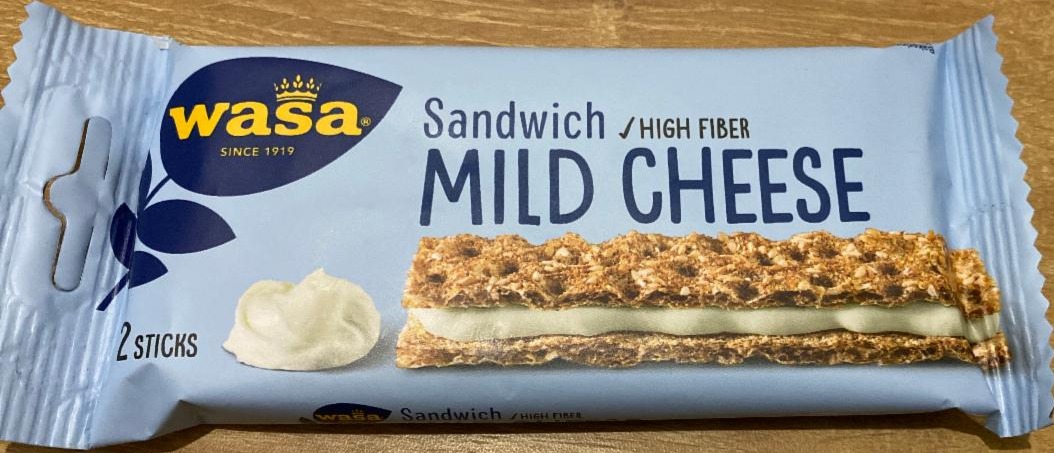 wasa®
SINCE 1919
Sandwich ✓HIGH FIBER
MILD CHEESE
2 STICKS
wasa Sandwich ✓HIGH FIBER